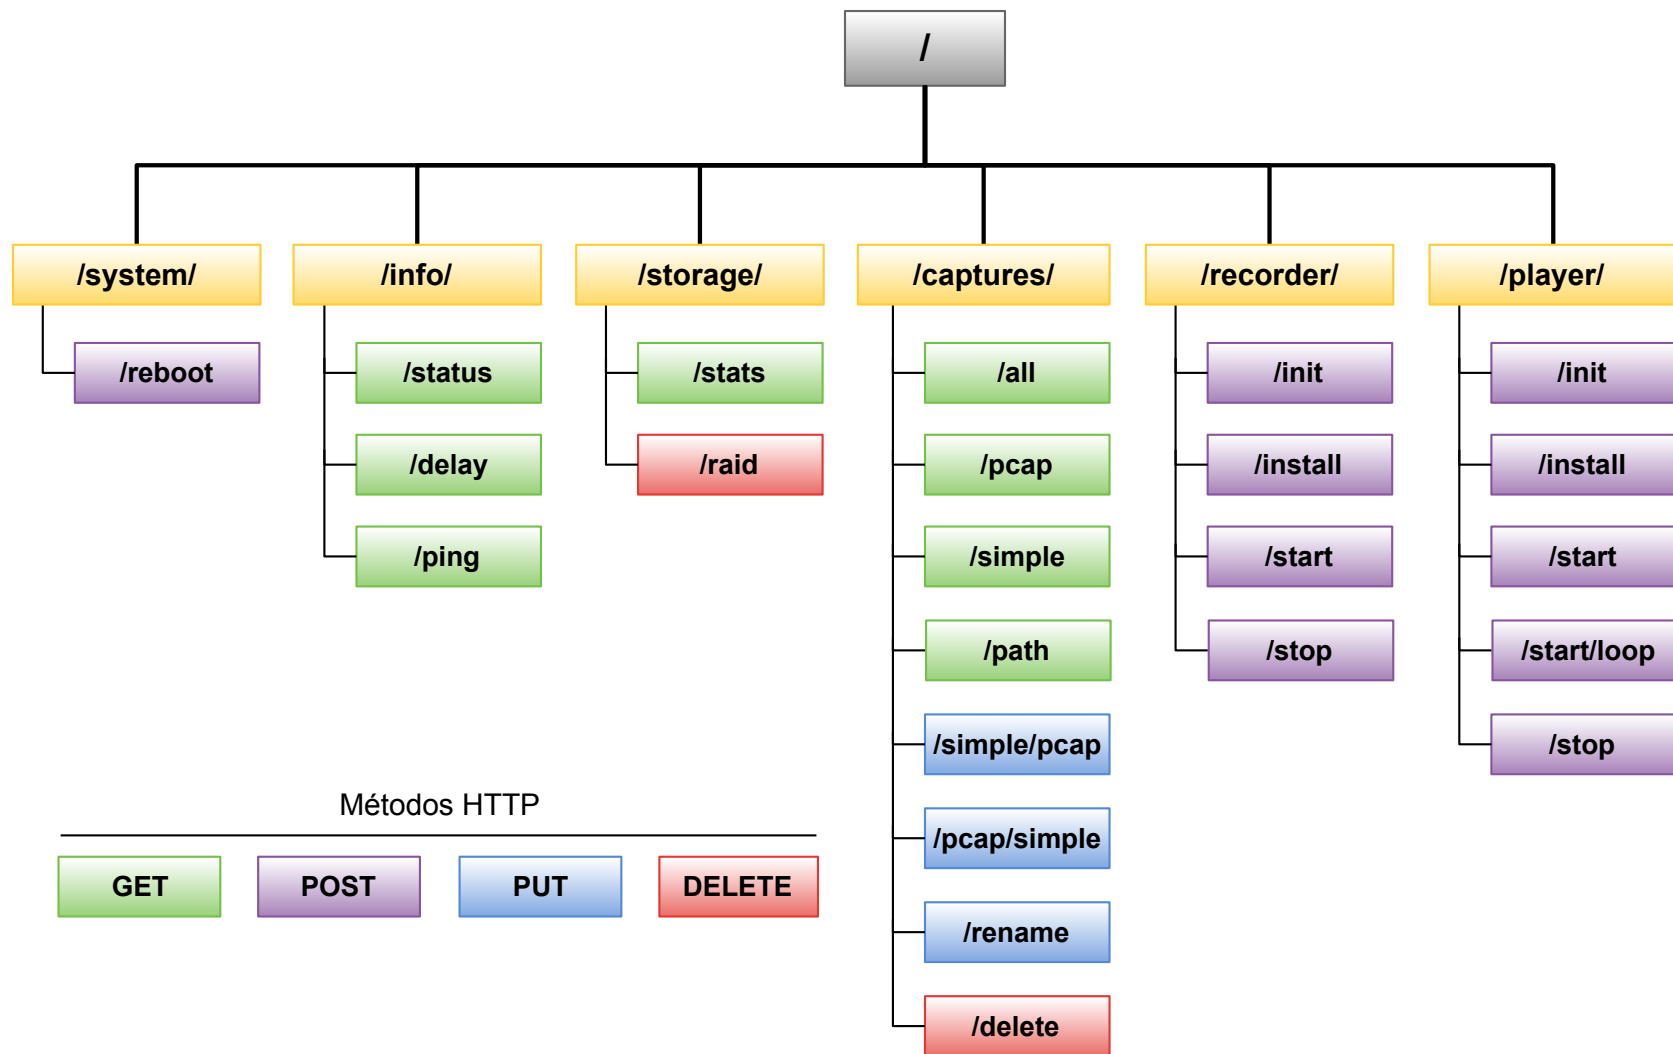 /
/system/
/info/
/storage/
/captures/
/recorder/
/player/
/reboot
/status
/stats
/all
/init
/init
/delay
/raid
/pcap
/install
/install
/ping
/simple
/start
/start
/path
/stop
/start/loop
/simple/pcap
/stop
/pcap/simple
/rename
/delete
Métodos HTTP
GET
POST
PUT
DELETE